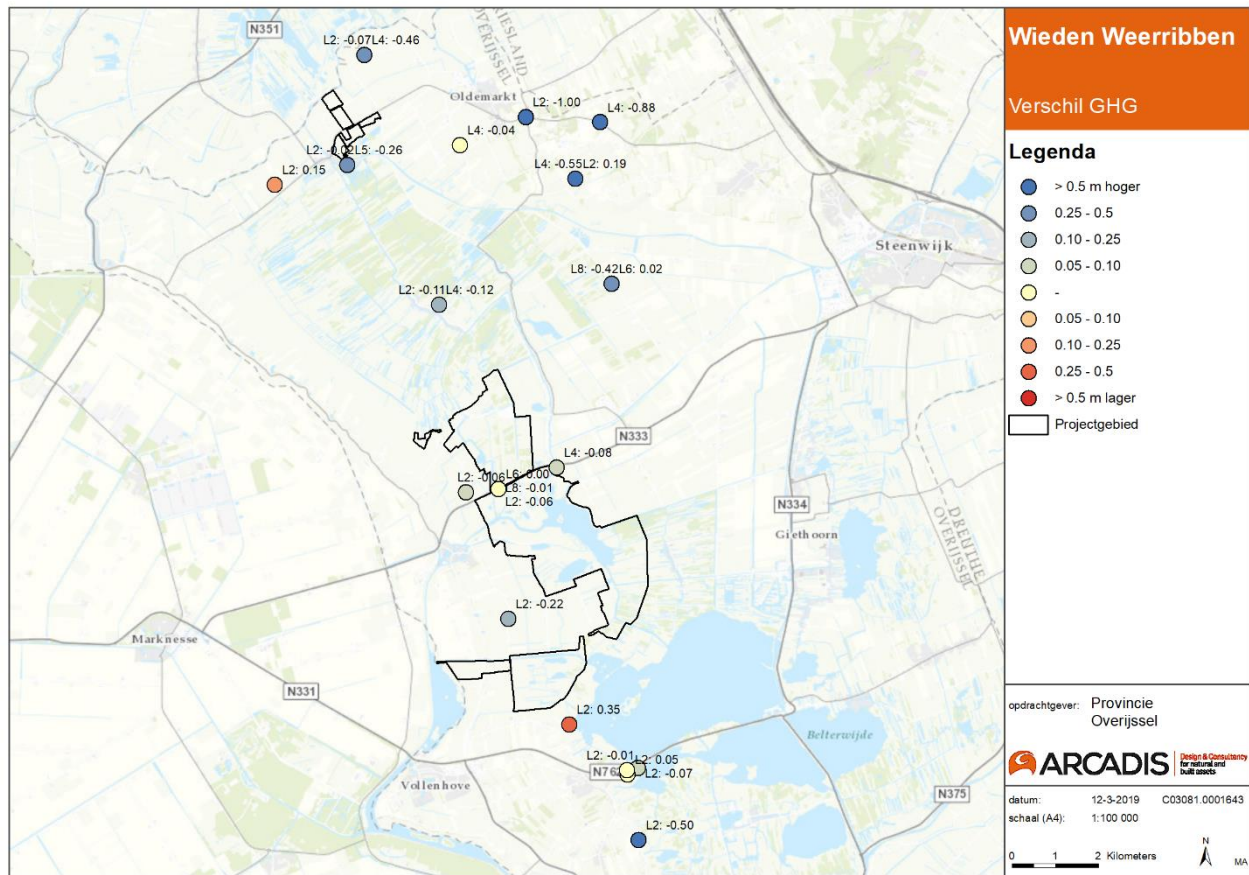 N351
RIESLAND
OVERIJSSEL
L2: -0.07L4: -0.46
Oldemarkt
L2: -1.00
L4: -0.88
L4: -0.04
L2: -0.02L5: -0.26
L2: 0.15
L4: -0.55L2: 0.19
Steenwijk
L8: -0.42L6: 0.02
L2: -0.11L4: -0.12
N333
L4: -0.08
L2: -0.06
L6: 0.00
L8: -0.01
L2: -0.06
N334
Giethoorn
DRENTHE
OVERIJSSEL
L2: -0.22
Marknesse
N331
L2: 0.35
Belterwijde
L2: -0.01
L2: 0.05
N762
L2: -0.07
Vollenhove
N375
L2: -0.50
Wieden Weerribben
Verschil GHG
Legenda
> 0.5 m hoger
0.25 - 0.5
0.10 - 0.25
0.05 - 0.10
-
0.05 - 0.10
0.10 - 0.25
0.25 - 0.5
> 0.5 m lager
Projectgebied
opdrachtgever: Provincie
Overijssel
ARCADIS
Design & Consultancy
for natural and
built assets
datum: 12-3-2019 C03081.0001643
schaal (A4): 1:100 000
0 1 2 Kilometers
N
MA